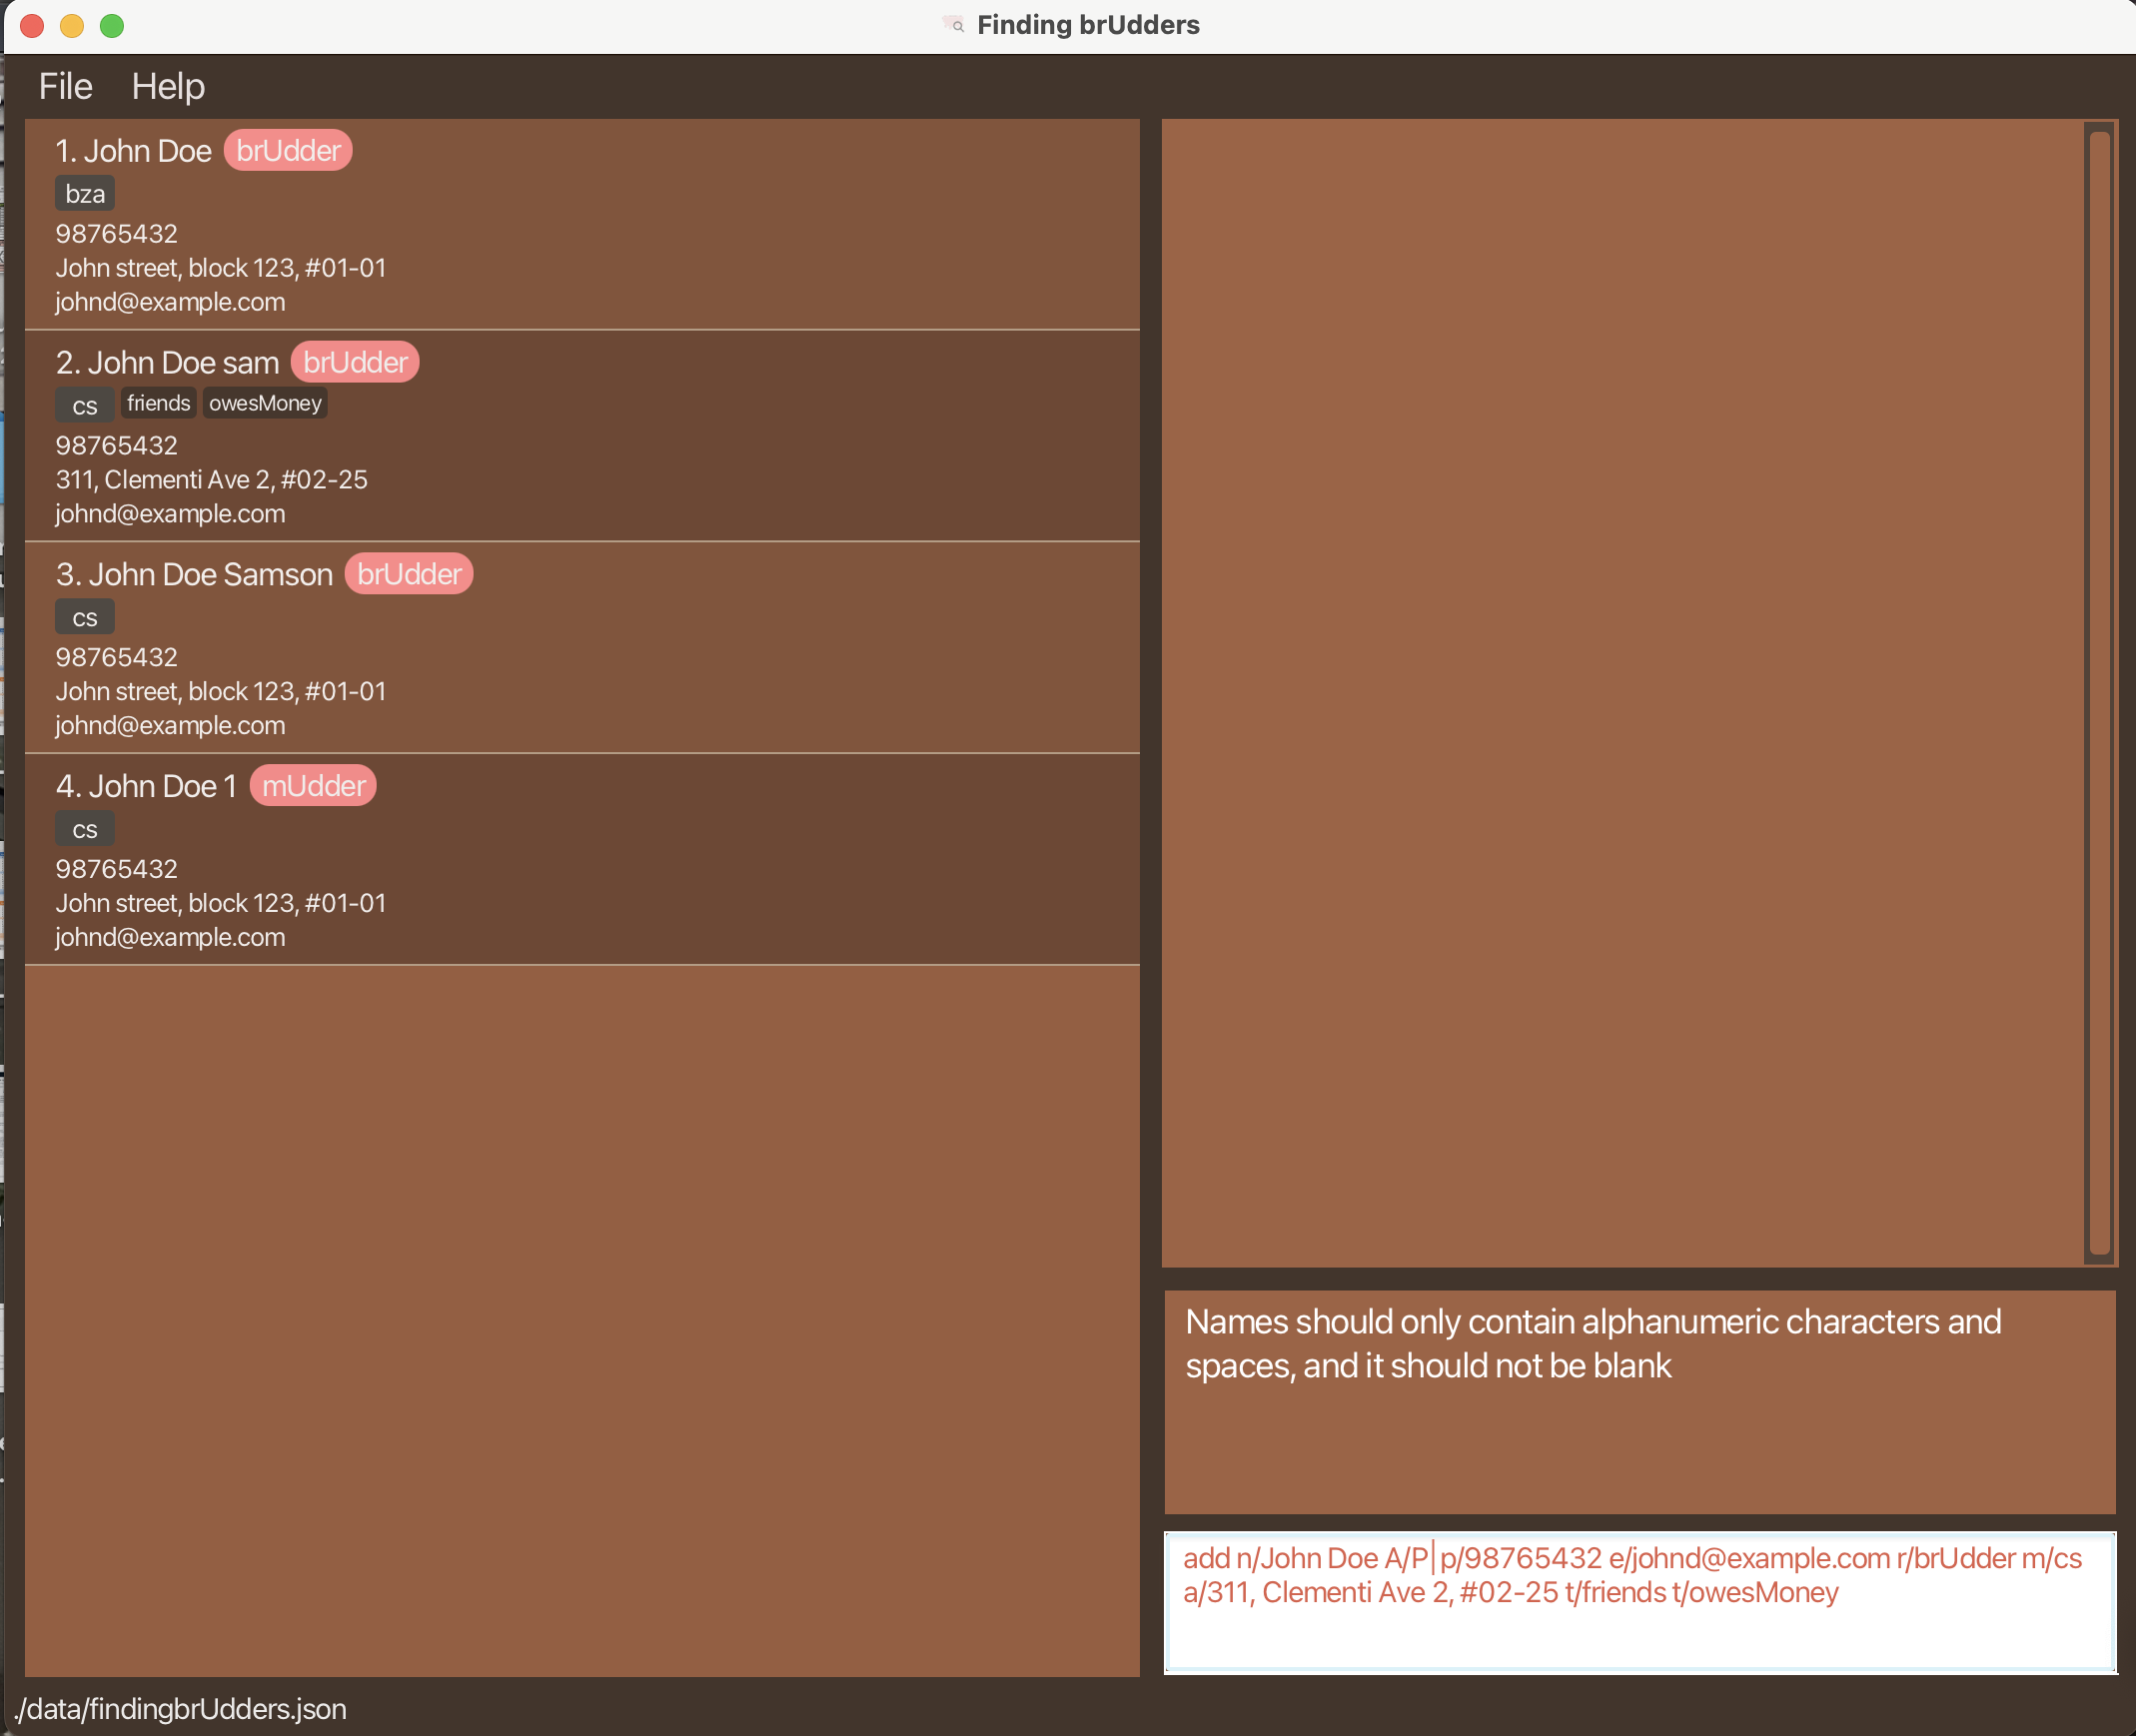 Finding brUdders
File Help
1. John Doe brUdder
bza
98765432
John street, block 123, #01-01
johnd@example.com
2. John Doe sam brUdder
cs friends owesMoney
98765432
311, Clementi Ave 2, #02-25
johnd@example.com
3. John Doe Samson brUdder
cs
98765432
John street, block 123, #01-01
johnd@example.com
4. John Doe 1 mUdder
cs
98765432
John street, block 123, #01-01
johnd@example.com
Names should only contain alphanumeric characters and
spaces, and it should not be blank
add n/John Doe A/P p/98765432 e/johnd@example.com r/brUdder m/cs
a/311, Clementi Ave 2, #02-25 t/friends t/owesMoney
./data/findingbrUdders.json